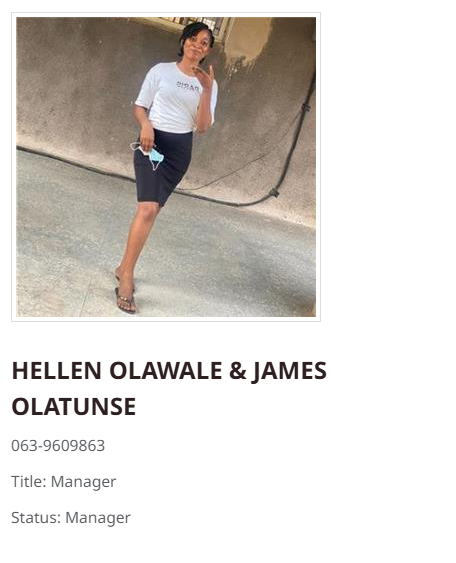 HELLEN OLAWALE & JAMES
OLATUNSE
063-9609863
Title: Manager
Status: Manager